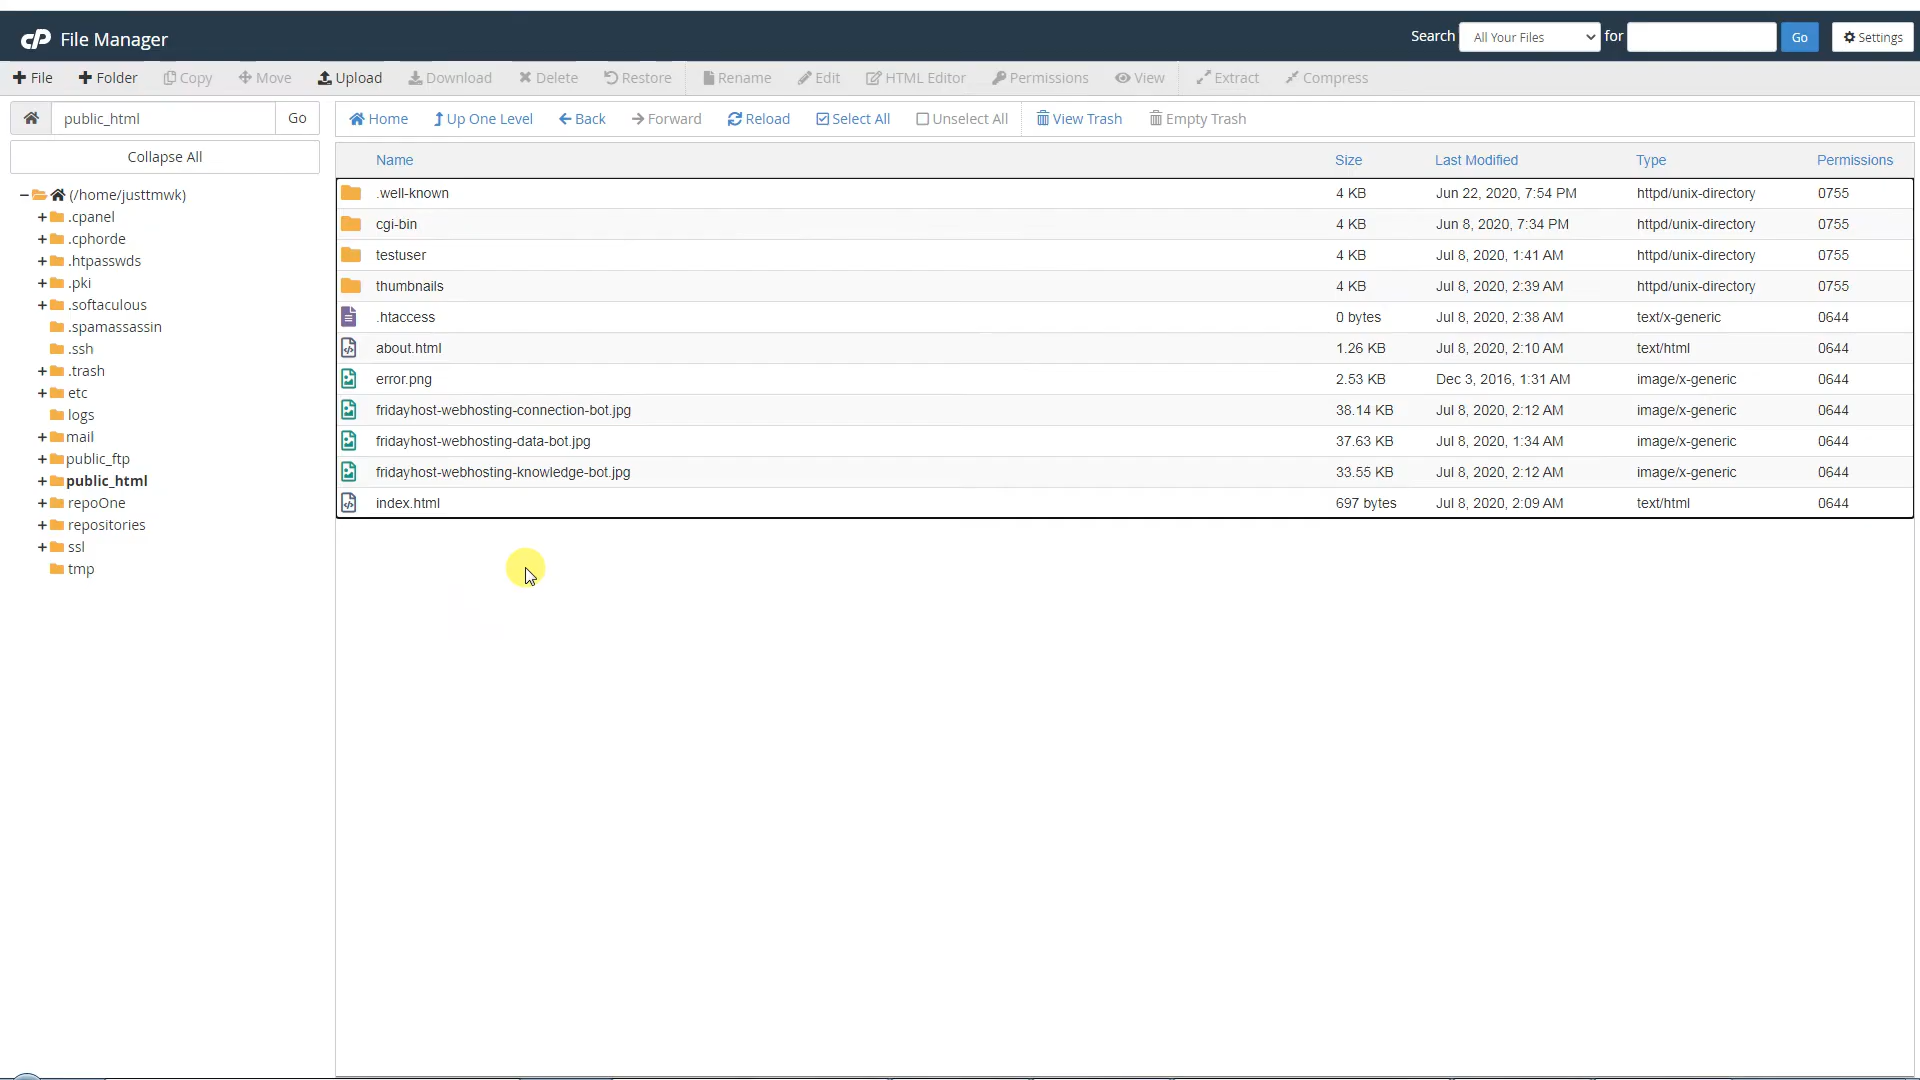 cP File Manager
Search All Your Files for Go Settings
File Folder Copy Move Upload Download Delete Restore Rename Edit HTML Editor Permissions View Extract Compress
public_html Go
Home Up One Level Back Forward Reload Select All Unselect All View Trash Empty Trash
Collapse All
(/home/justtmwk)
.cpanel
.cphorde
.htpasswds
.pki
.softaculous
.spamassassin
.ssh
.trash
etc
logs
mail
public_ftp
public_html
repoOne
repositories
ssl
tmp
Name Size Last Modified Type Permissions
.well-known 4 KB Jun 22, 2020, 7:54 PM httpd/unix-directory 0755
cgi-bin 4 KB Jun 8, 2020, 7:34 PM httpd/unix-directory 0755
testuser 4 KB Jul 8, 2020, 1:41 AM httpd/unix-directory 0755
thumbnails 4 KB Jul 8, 2020, 2:39 AM httpd/unix-directory 0755
.htaccess 0 bytes Jul 8, 2020, 2:38 AM text/x-generic 0644
about.html 1.26 KB Jul 8, 2020, 2:10 AM text/html 0644
error.png 2.53 KB Dec 3, 2016, 1:31 AM image/x-generic 0644
fridayhost-webhosting-connection-bot.jpg 38.14 KB Jul 8, 2020, 2:12 AM image/x-generic 0644
fridayhost-webhosting-data-bot.jpg 37.63 KB Jul 8, 2020, 1:34 AM image/x-generic 0644
fridayhost-webhosting-knowledge-bot.jpg 33.55 KB Jul 8, 2020, 2:12 AM image/x-generic 0644
index.html 697 bytes Jul 8, 2020, 2:09 AM text/html 0644